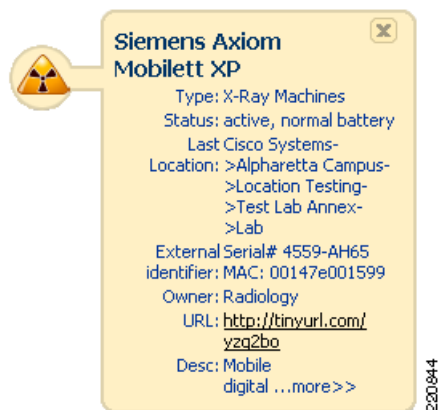 Siemens Axiom
Mobilett XP
Type: X-Ray Machines
Status: active, normal battery
Last Cisco Systems-
Location: >Alpharetta Campus-
>Location Testing-
>Test Lab Annex-
>Lab
External Serial# 4559-AH65
identifier: MAC: 00147e001599
Owner: Radiology
URL: http://tinyurl.com/
yzq2bo
Desc: Mobile
digital ...more>>
220844